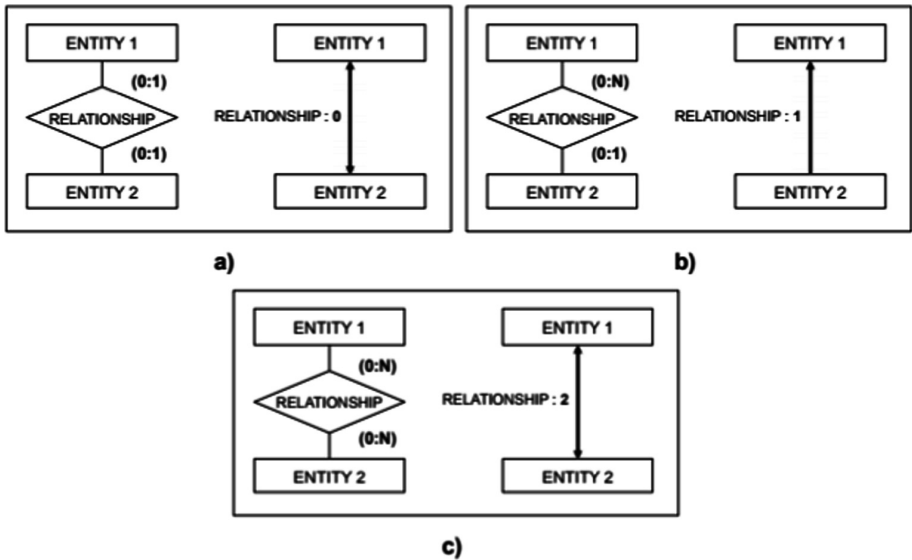 ENTITY 1
(0:1)
RELATIONSHIP
(0:1)
ENTITY 2
ENTITY 1
RELATIONSHIP : 0
ENTITY 2
a)
ENTITY 1
(0:N)
RELATIONSHIP
(0:1)
ENTITY 2
ENTITY 1
RELATIONSHIP : 1
ENTITY 2
b)
ENTITY 1
(0:N)
RELATIONSHIP
(0:N)
ENTITY 2
ENTITY 1
RELATIONSHIP : 2
ENTITY 2
c)